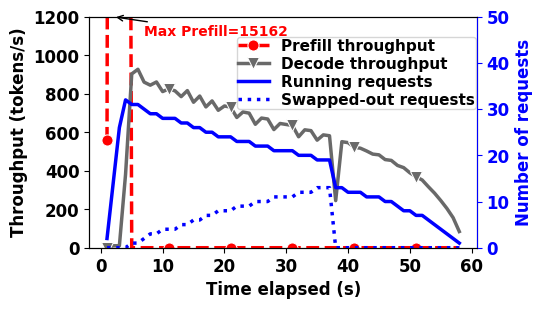 Max Prefill=15162
Prefill throughput
Decode throughput
Running requests
Swapped-out requests
Throughput (tokens/s)
1200
1000
800
600
400
200
0
Number of requests
50
40
30
20
10
0
0 10 20 30 40 50 60
Time elapsed (s)